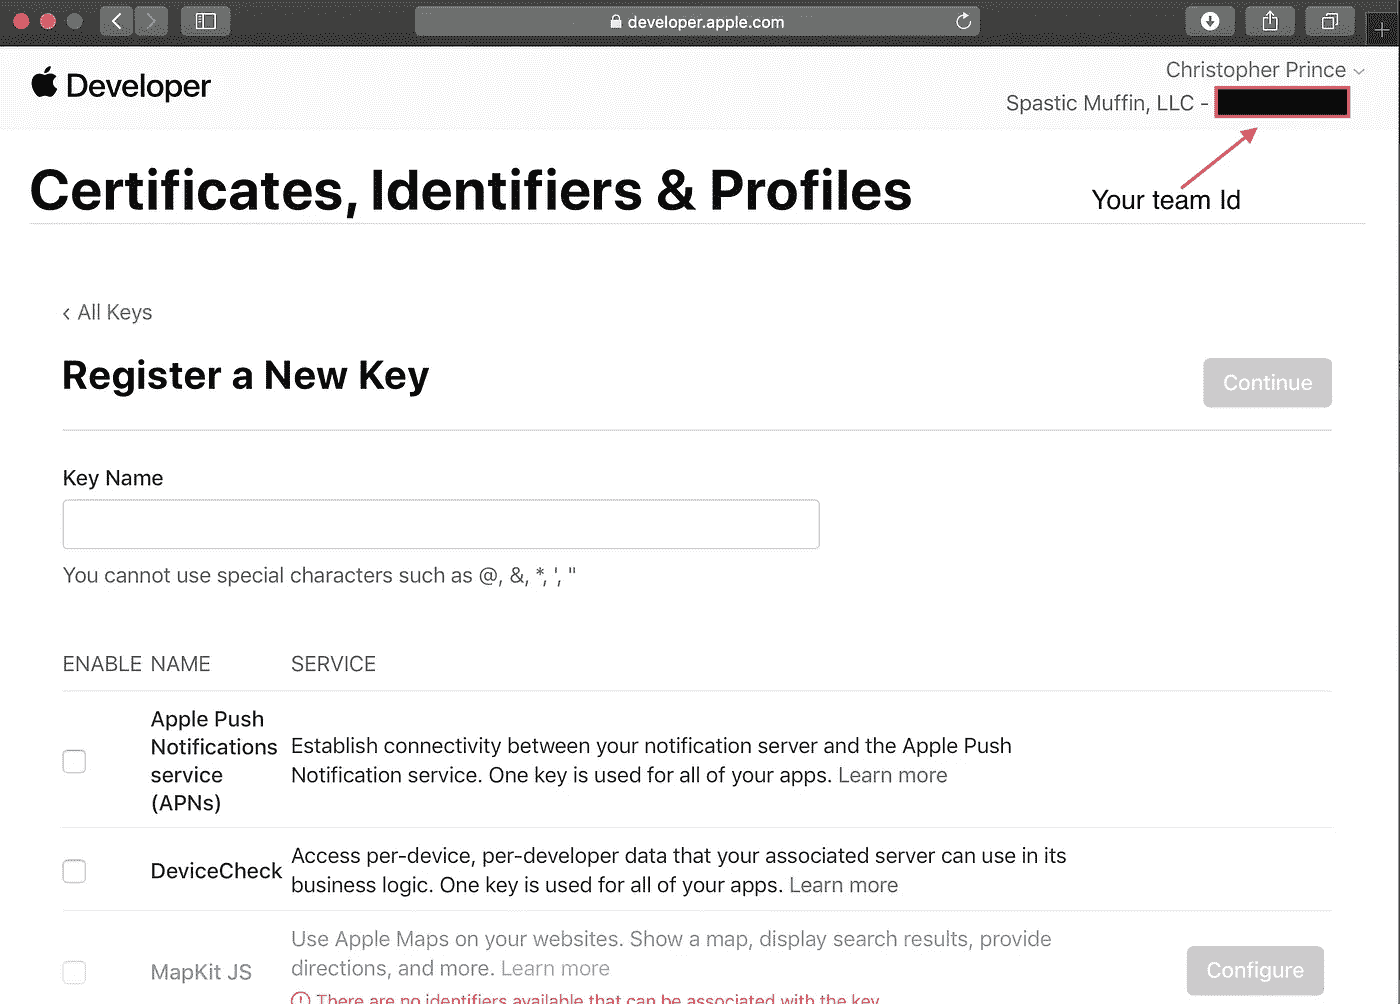 developer.apple.com
Developer
Christopher Prince
Spastic Muffin, LLC -
Certificates, Identifiers & Profiles
Your team Id
‹ All Keys
Register a New Key
Continue
Key Name
You cannot use special characters such as @, &, *, ', "
ENABLE NAME SERVICE
Apple Push
Notifications
service
(APNs)
Establish connectivity between your notification server and the Apple Push
Notification service. One key is used for all of your apps. Learn more
DeviceCheck
Access per-device, per-developer data that your associated server can use in its
business logic. One key is used for all of your apps. Learn more
MapKit JS
Use Apple Maps on your websites. Show a map, display search results, provide
directions, and more. Learn more
There are no identifiers available that can be associated with the key
Configure